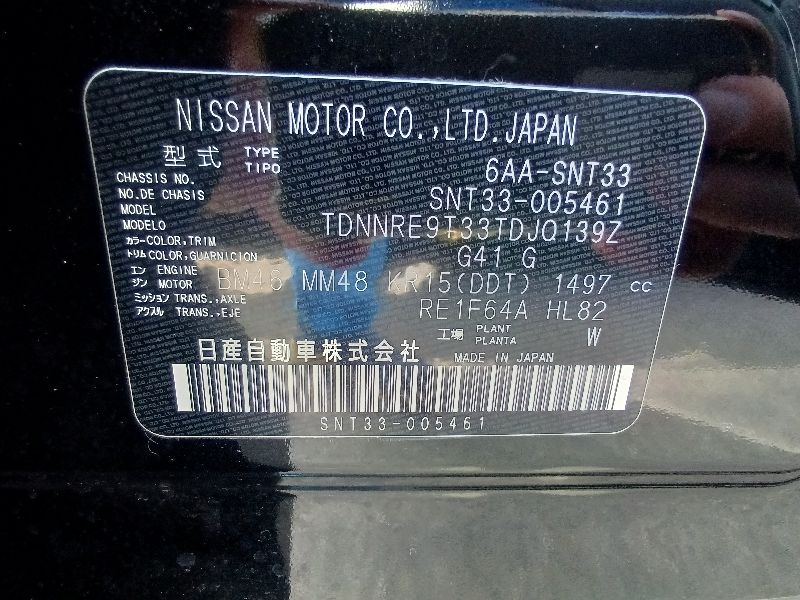 NISSAN MOTOR CO.,LTD.JAPAN
型式 TYPE TIPO 6AA-SNT33
CHASSIS NO.
NO.DE CHASIS SNT33-005461
MODEL
MODELO TDNNRE9T33TDJQ139Z
カラー COLOR,TRIM
トリム COLOR,GUARNICION G41 G
エン ENGINE
ジン MOTOR BM46 MM48 KR15(DDT) 1497 cc
ミッション TRANS.,AXLE
アクスル TRANS.,EJE RE1F64A HL82
工場 PLANT PLANTA W
日産自動車株式会社 MADE IN JAPAN
SNT33-005461